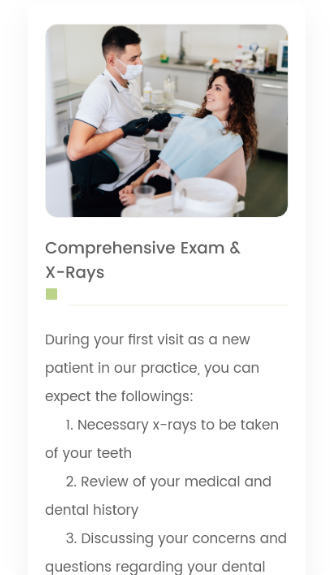 Comprehensive Exam &
X-Rays
During your first visit as a new
patient in our practice, you can
expect the followings:
1. Necessary x-rays to be taken
of your teeth
2. Review of your medical and
dental history
3. Discussing your concerns and
questions regarding your dental